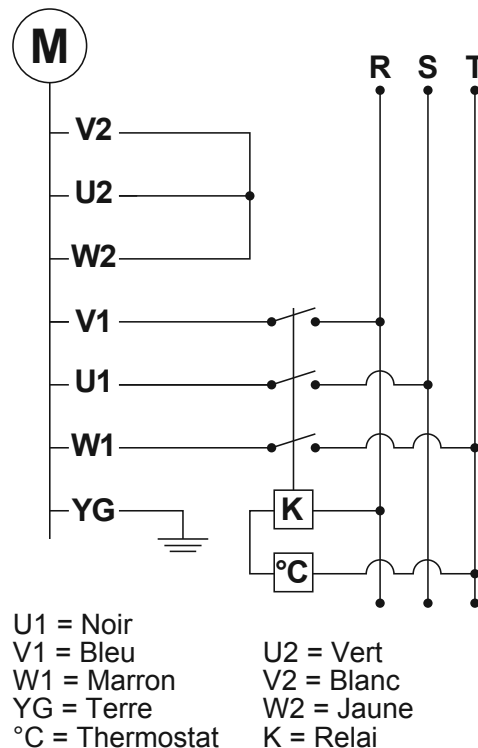 M
R S T
V2
U2
W2
V1
U1
W1
YG
K
°C
U1 = Noir
V1 = Bleu
W1 = Marron
YG = Terre
°C = Thermostat
U2 = Vert
V2 = Blanc
W2 = Jaune
K = Relai